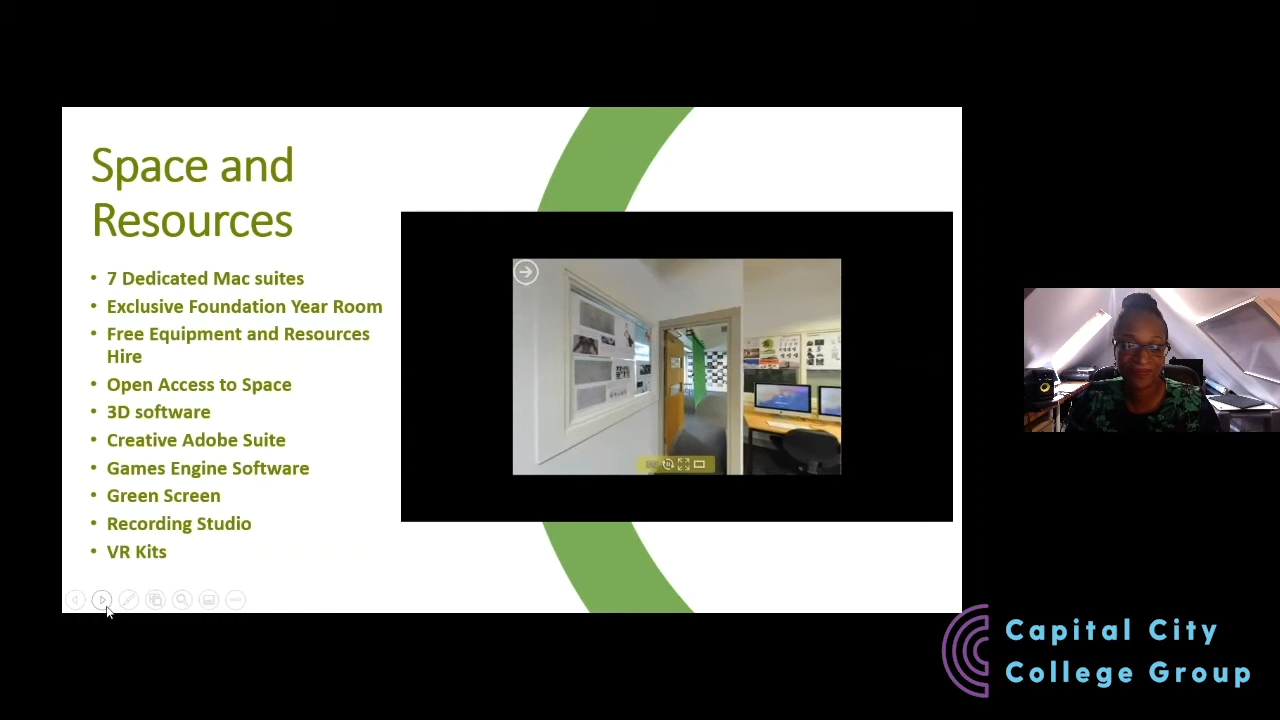 Space and
Resources
• 7 Dedicated Mac suites
• Exclusive Foundation Year Room
• Free Equipment and Resources
Hire
• Open Access to Space
• 3D software
• Creative Adobe Suite
• Games Engine Software
• Green Screen
• Recording Studio
• VR Kits
Capital City
College Group